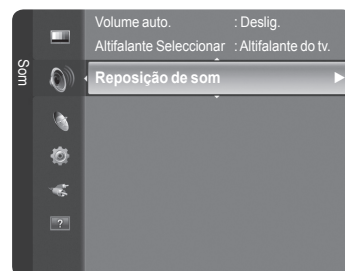 Som
Volume auto. : Deslig.
Altifalante Seleccionar : Altifalante do tv.
Reposição de som
?